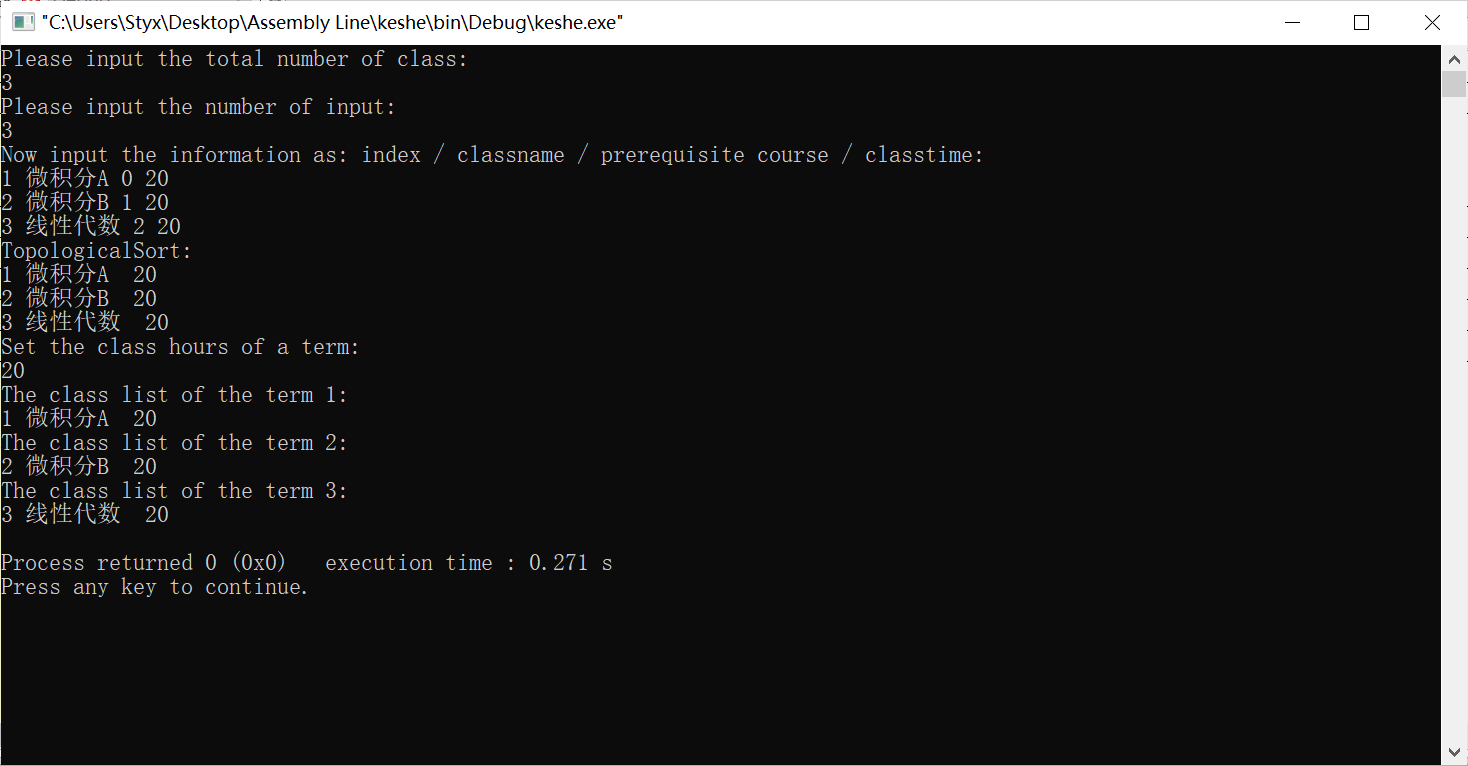 "C:\Users\Styx\Desktop\Assembly Line\keshe\bin\Debug\keshe.exe"
Please input the total number of class:
3
Please input the number of input:
3
Now input the information as: index / classname / prerequisite course / classtime:
1 微积分A 0 20
2 微积分B 1 20
3 线性代数 2 20
TopologicalSort:
1 微积分A  20
2 微积分B  20
3 线性代数  20
Set the class hours of a term:
20
The class list of the term 1:
1 微积分A  20
The class list of the term 2:
2 微积分B  20
The class list of the term 3:
3 线性代数  20
Process returned 0 (0x0)   execution time : 0.271 s
Press any key to continue.